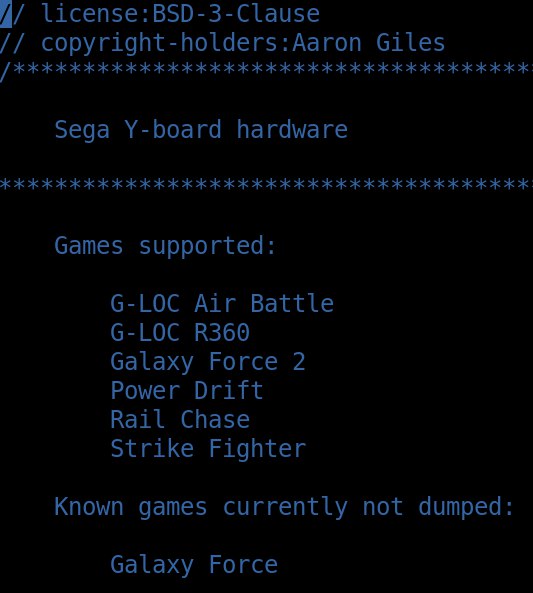 // license:BSD-3-Clause
// copyright-holders:Aaron Giles
/*************************************
Sega Y-board hardware
**************************************
Games supported:
G-LOC Air Battle
G-LOC R360
Galaxy Force 2
Power Drift
Rail Chase
Strike Fighter
Known games currently not dumped:
Galaxy Force